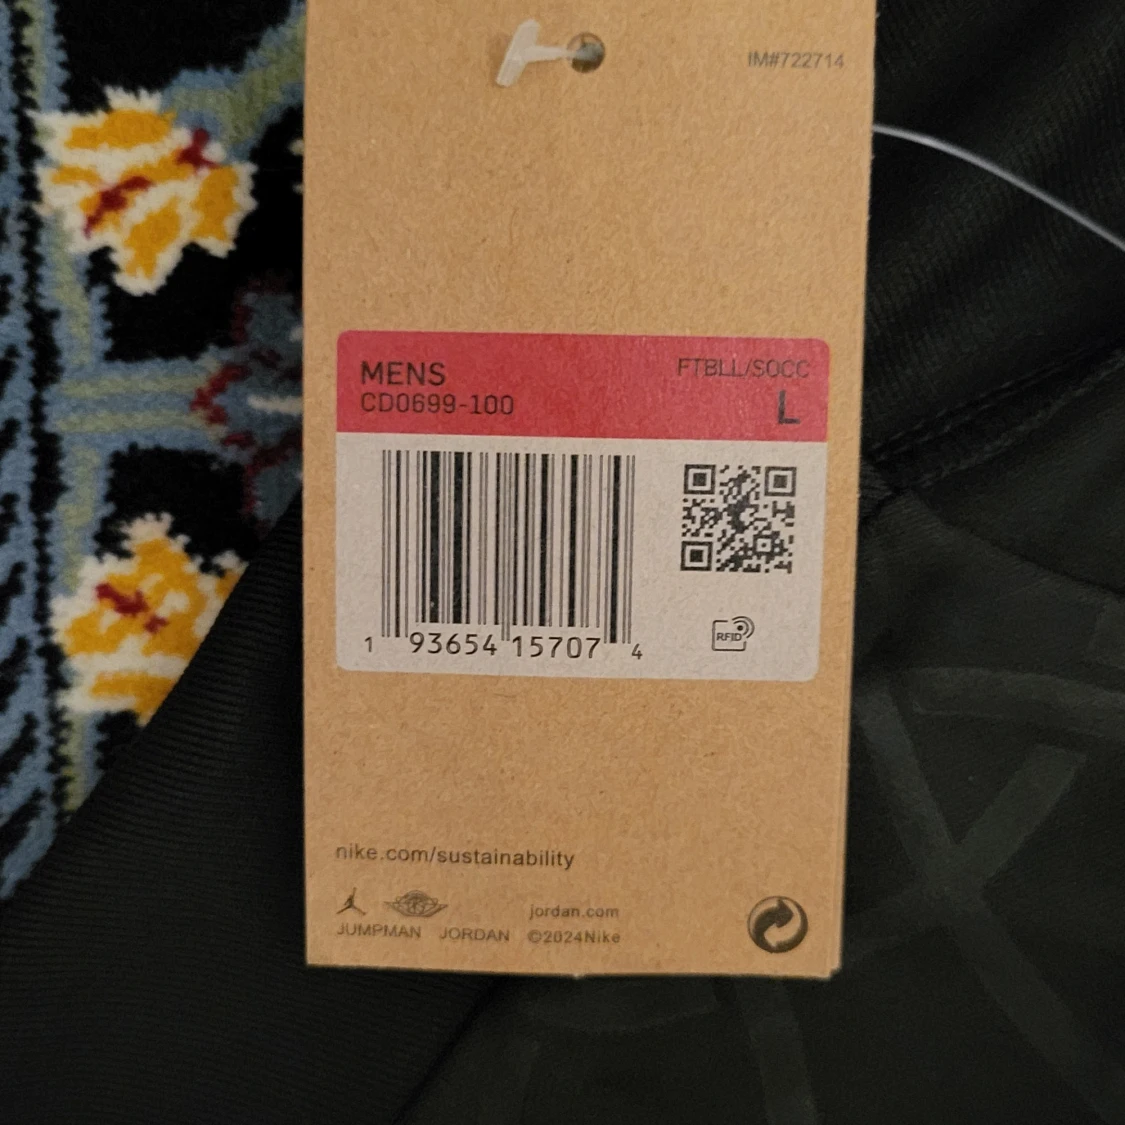 IM#722714
MENS
FTBLL/SOCC
CD0699-100
L
1 93654 15707 4
RFID
nike.com/sustainability
jordan.com
JUMPMAN JORDAN ©2024Nike